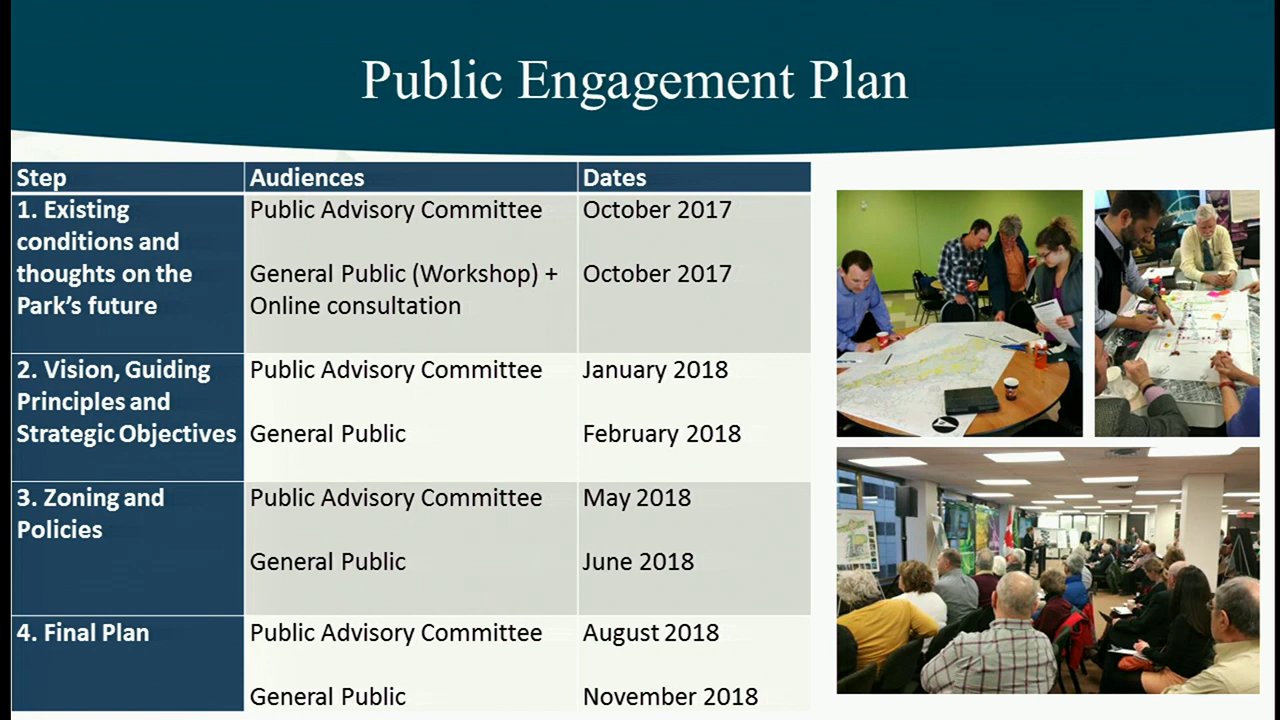 Public Engagement Plan
Step Audiences Dates
1. Existing conditions and thoughts on the Park's future
Public Advisory Committee October 2017
General Public (Workshop) + Online consultation October 2017
2. Vision, Guiding Principles and Strategic Objectives
Public Advisory Committee January 2018
General Public February 2018
3. Zoning and Policies
Public Advisory Committee May 2018
General Public June 2018
4. Final Plan
Public Advisory Committee August 2018
General Public November 2018